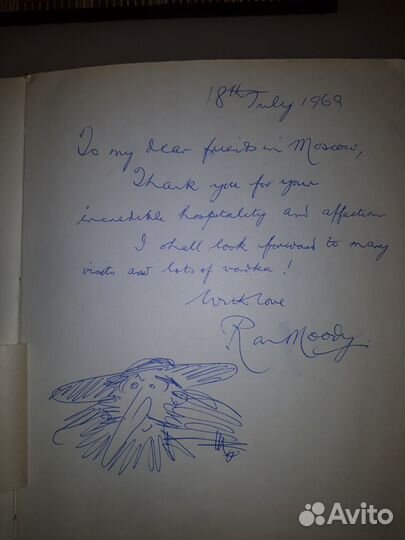 18th July 1969
To my dear friends in Moscow,
Thank you for your
incredible hospitality and affection
I shall look forward to many
visits and lots of vodka!
With love
Ron Moody.
Avito